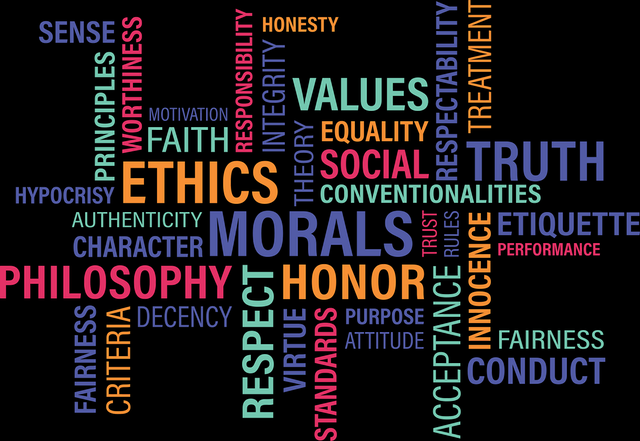 SENSE
PRINCIPLES
WORTHINESS
MOTIVATION
FAITH
RESPONSIBILITY
HONESTY
INTEGRITY
VALUES
EQUALITY
THEORY
SOCIAL
RESPECTABILITY
TREATMENT
TRUTH
HYPOCRISY
ETHICS
CONVENTIONALITIES
AUTHENTICITY
CHARACTER
MORALS
TRUST
RULES
INNOCENCE
ETIQUETTE
PERFORMANCE
PHILOSOPHY
RESPECT
HONOR
ACCEPTANCE
FAIRNESS
CRITERIA
DECENCY
VIRTUE
STANDARDS
PURPOSE
ATTITUDE
FAIRNESS
CONDUCT